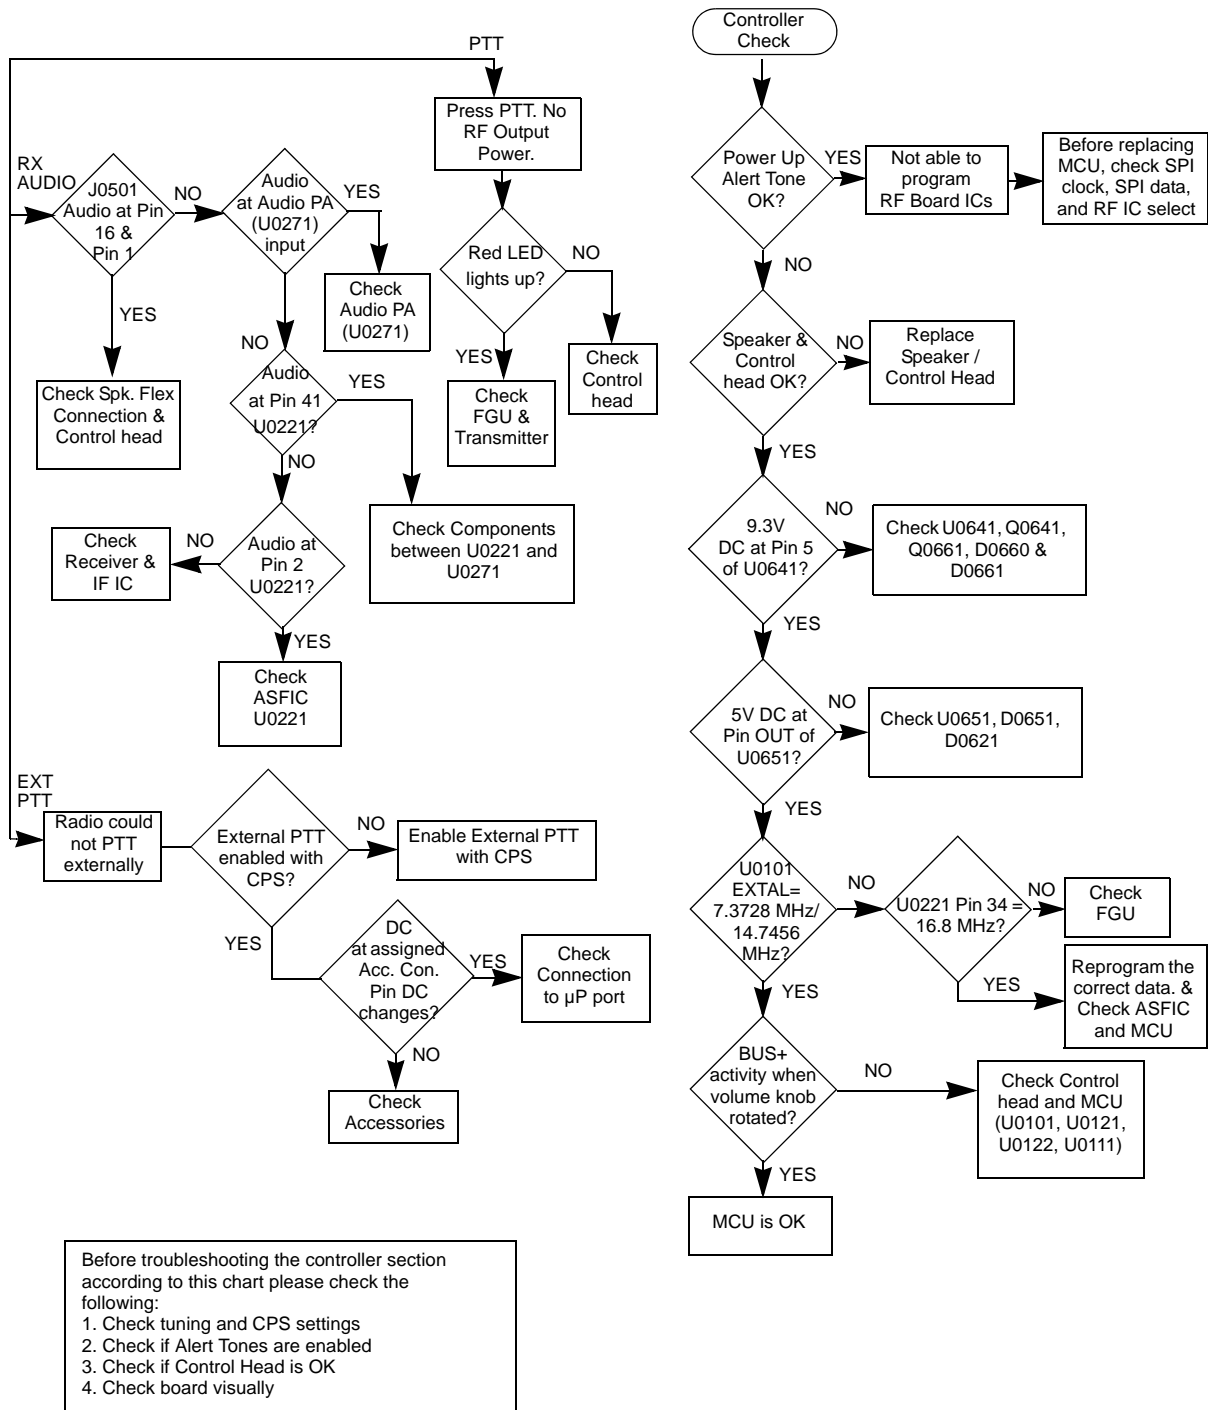 PTT
RX
AUDIO
J0501
Audio at Pin
16 &
Pin 1
NO
YES
Check Spk. Flex
Connection &
Control head
Audio
at Audio PA
(U0271)
input
YES
Check
Audio PA
(U0271)
NO
Audio
at Pin 41
U0221?
YES
Check Components
between U0221 and
U0271
NO
Audio at
Pin 2
U0221?
NO
Check
Receiver &
IF IC
YES
Check
ASFIC
U0221
Press PTT. No
RF Output
Power.
Red LED
lights up?
NO
Check
Control
head
YES
Check
FGU &
Transmitter
EXT
PTT
Radio could
not PTT
externally
External PTT
enabled with
CPS?
NO
Enable External PTT
with CPS
YES
DC
at assigned
Acc. Con.
Pin DC
changes?
YES
Check
Connection
to µP port
NO
Check
Accessories
Controller
Check
Power Up
Alert Tone
OK?
YES
Not able to
program
RF Board ICs
Before replacing
MCU, check SPI
clock, SPI data,
and RF IC select
NO
Speaker &
Control
head OK?
NO
Replace
Speaker /
Control Head
YES
9.3V
DC at Pin 5
of U0641?
NO
Check U0641, Q0641,
Q0661, D0660 &
D0661
YES
5V DC at
Pin OUT of
U0651?
NO
Check U0651, D0651,
D0621
YES
U0101
EXTAL=
7.3728 MHz/
14.7456
MHz?
NO
U0221 Pin 34 =
16.8 MHz?
NO
Check
FGU
YES
Reprogram the
correct data. &
Check ASFIC
and MCU
YES
BUS+
activity when
volume knob
rotated?
NO
Check Control
head and MCU
(U0101, U0121,
U0122, U0111)
YES
MCU is OK
Before troubleshooting the controller section
according to this chart please check the
following:
1. Check tuning and CPS settings
2. Check if Alert Tones are enabled
3. Check if Control Head is OK
4. Check board visually